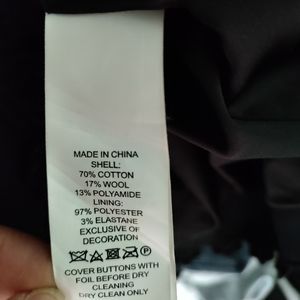 MADE IN CHINA
SHELL:
70% COTTON
17% WOOL
13% POLYAMIDE
LINING:
97% POLYESTER
3% ELASTANE
EXCLUSIVE OF
DECORATION
COVER BUTTONS WITH
FOIL BEFORE DRY
CLEANING
DRY CLEAN ONLY